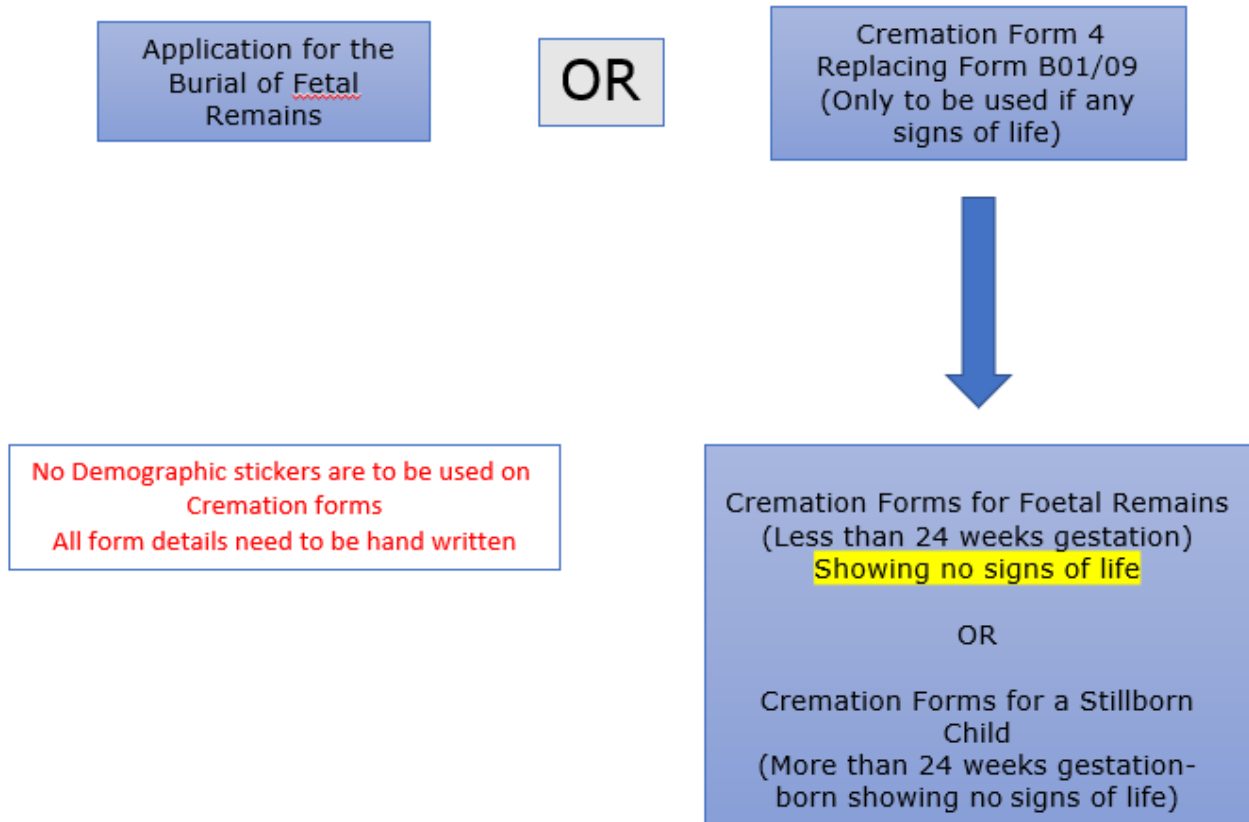 Application for the
Burial of Fetal
Remains
OR
Cremation Form 4
Replacing Form B01/09
(Only to be used if any
signs of life)
No Demographic stickers are to be used on
Cremation forms
All form details need to be hand written
Cremation Forms for Foetal Remains
(Less than 24 weeks gestation)
Showing no signs of life
OR
Cremation Forms for a Stillborn
Child
(More than 24 weeks gestation-
born showing no signs of life)